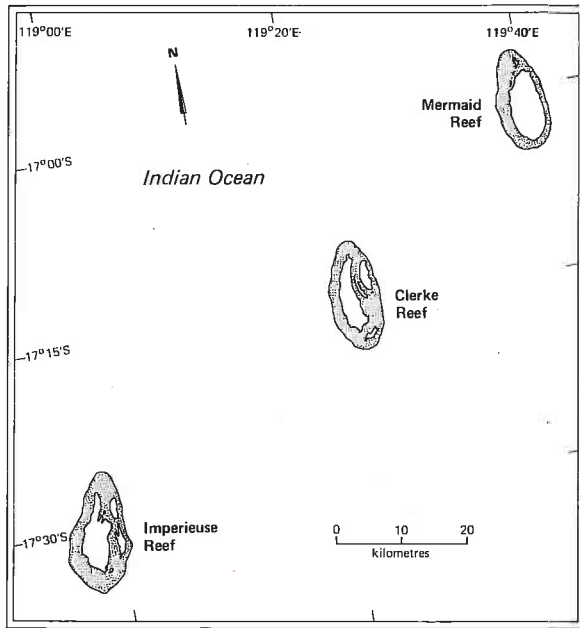 119°00'E
119°20'E
119°40'E
N
Mermaid
Reef
17°00'S
Indian Ocean
Clerke
Reef
17°15'S
Imperieuse
Reef
17°30'S
0 10 20
kilometres